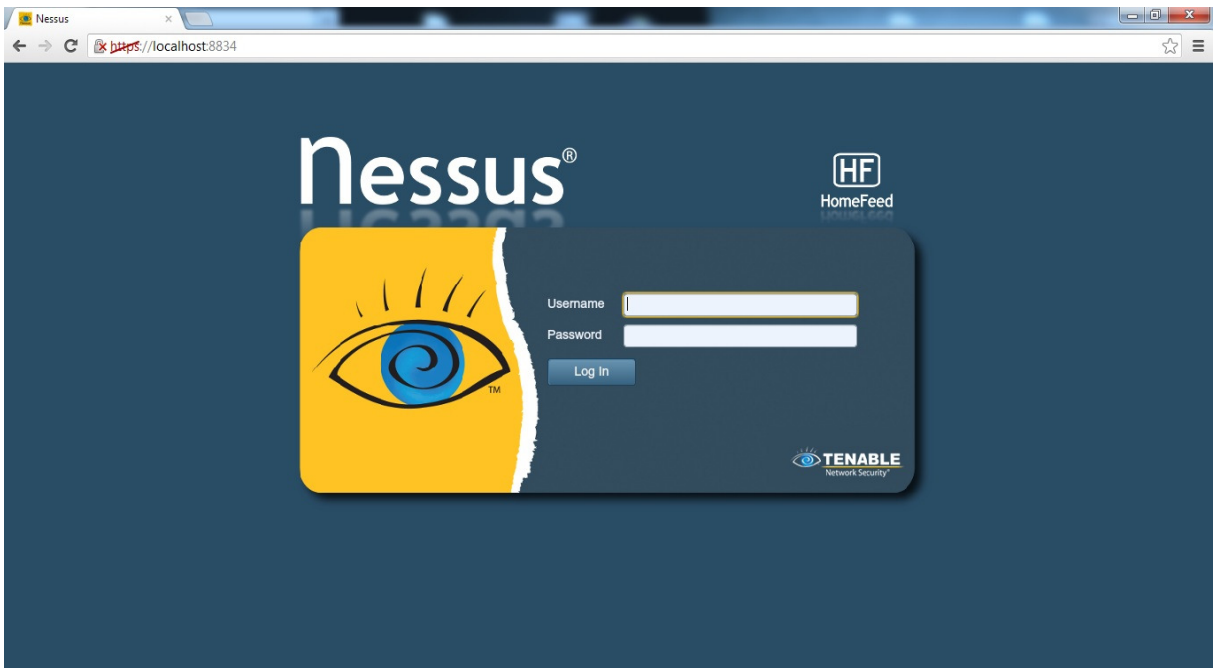 Nessus
https://localhost:8834
nessus®
HF
HomeFeed
Username
Password
Log In
TM
TENABLE
Network Security®